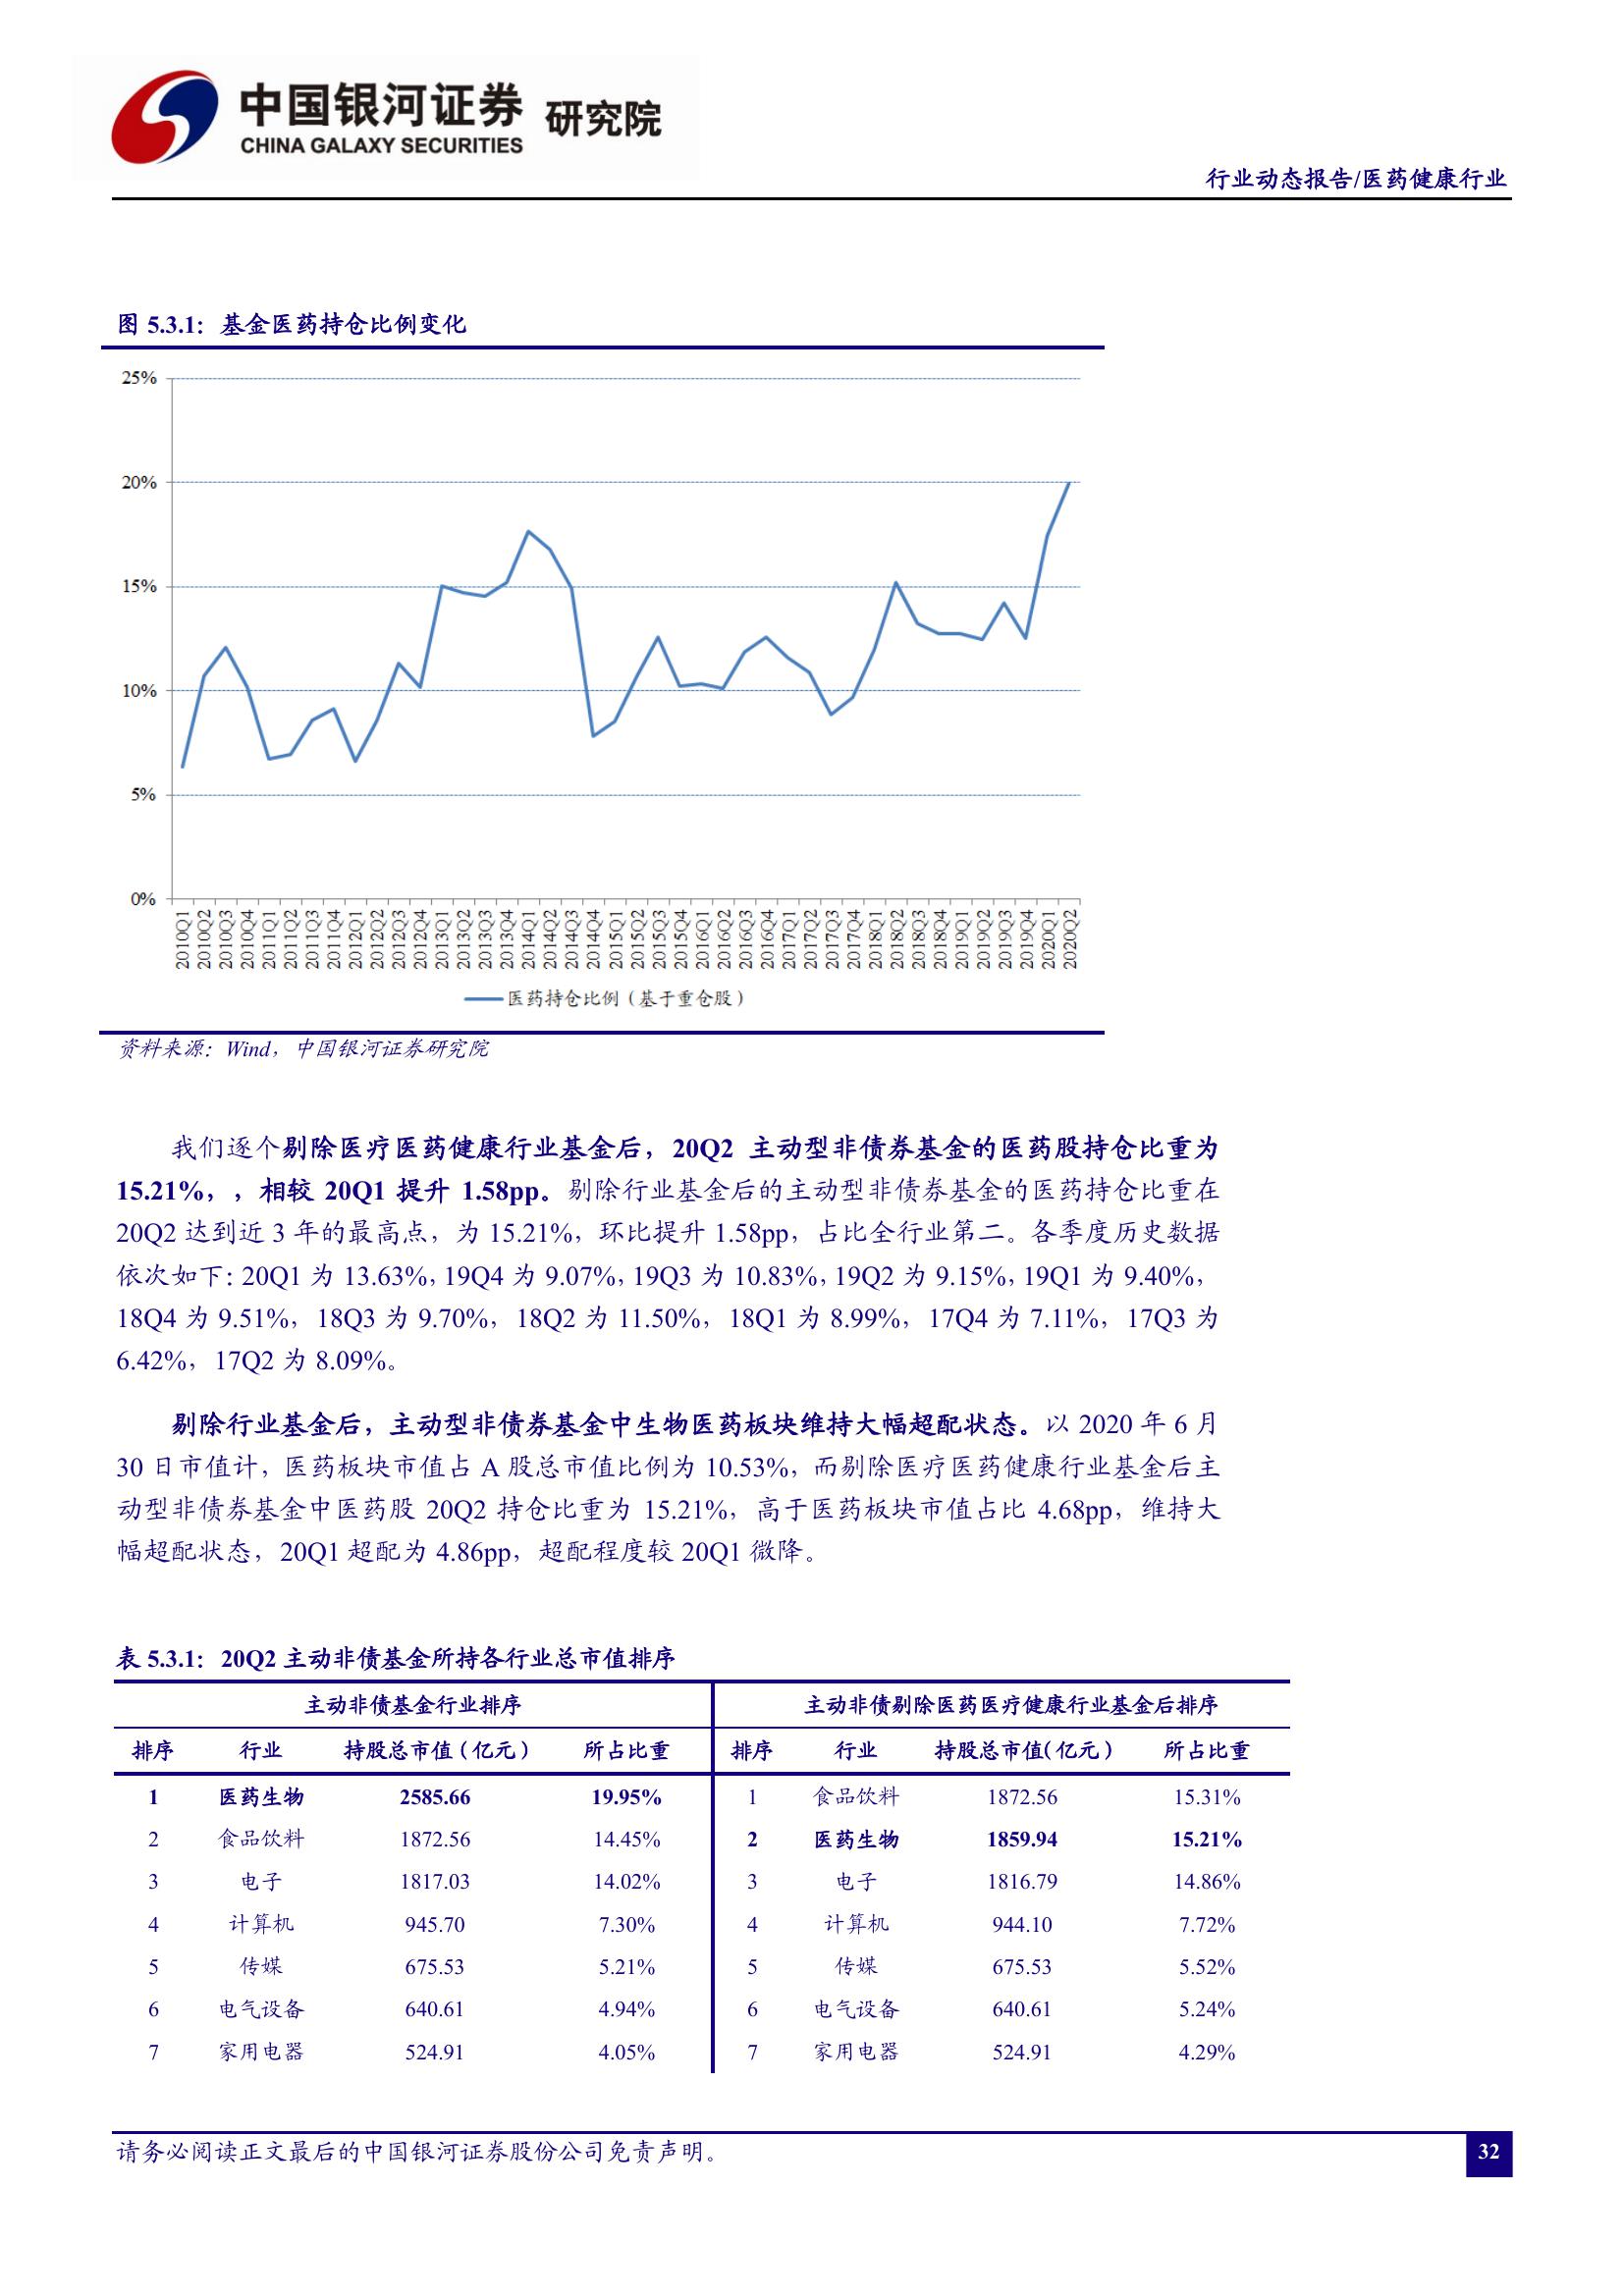 中国银河证券 研究院
CHINA GALAXY SECURITIES
行业动态报告/医药健康行业
图 5.3.1：基金医药持仓比例变化
25%
20%
15%
10%
5%
0%
2010Q1 2010Q2 2010Q3 2010Q4 2011Q1 2011Q2 2011Q3 2011Q4 2012Q1 2012Q2 2012Q3 2012Q4 2013Q1 2013Q2 2013Q3 2013Q4 2014Q1 2014Q2 2014Q3 2014Q4 2015Q1 2015Q2 2015Q3 2015Q4 2016Q1 2016Q2 2016Q3 2016Q4 2017Q1 2017Q2 2017Q3 2017Q4 2018Q1 2018Q2 2018Q3 2018Q4 2019Q1 2019Q2 2019Q3 2019Q4 2020Q1 2020Q2
医药持仓比例（基于重仓股）
资料来源：Wind，中国银河证券研究院
我们逐个剔除医疗医药健康行业基金后，20Q2 主动型非债券基金的医药股持仓比重为
15.21%，，相较 20Q1 提升 1.58pp。剔除行业基金后的主动型非债券基金的医药持仓比重在
20Q2 达到近 3 年的最高点，为 15.21%，环比提升 1.58pp，占比全行业第二。各季度历史数据
依次如下：20Q1 为 13.63%，19Q4 为 9.07%，19Q3 为 10.83%，19Q2 为 9.15%，19Q1 为 9.40%，
18Q4 为 9.51%，18Q3 为 9.70%，18Q2 为 11.50%，18Q1 为 8.99%，17Q4 为 7.11%，17Q3 为
6.42%，17Q2 为 8.09%。
剔除行业基金后，主动型非债券基金中生物医药板块维持大幅超配状态。以 2020 年 6 月
30 日市值计，医药板块市值占 A 股总市值比例为 10.53%，而剔除医疗医药健康行业基金后主
动型非债券基金中医药股 20Q2 持仓比重为 15.21%，高于医药板块市值占比 4.68pp，维持大
幅超配状态，20Q1 超配为 4.86pp，超配程度较 20Q1 微降。
表 5.3.1：20Q2 主动非债基金所持各行业总市值排序
主动非债基金行业排序 主动非债剔除医药医疗健康行业基金后排序
排序 行业 持股总市值（亿元） 所占比重 排序 行业 持股总市值（亿元） 所占比重
1 医药生物 2585.66 19.95% 1 食品饮料 1872.56 15.31%
2 食品饮料 1872.56 14.45% 2 医药生物 1859.94 15.21%
3 电子 1817.03 14.02% 3 电子 1816.79 14.86%
4 计算机 945.70 7.30% 4 计算机 944.10 7.72%
5 传媒 675.53 5.21% 5 传媒 675.53 5.52%
6 电气设备 640.61 4.94% 6 电气设备 640.61 5.24%
7 家用电器 524.91 4.05% 7 家用电器 524.91 4.29%
请务必阅读正文最后的中国银河证券股份公司免责声明。
32